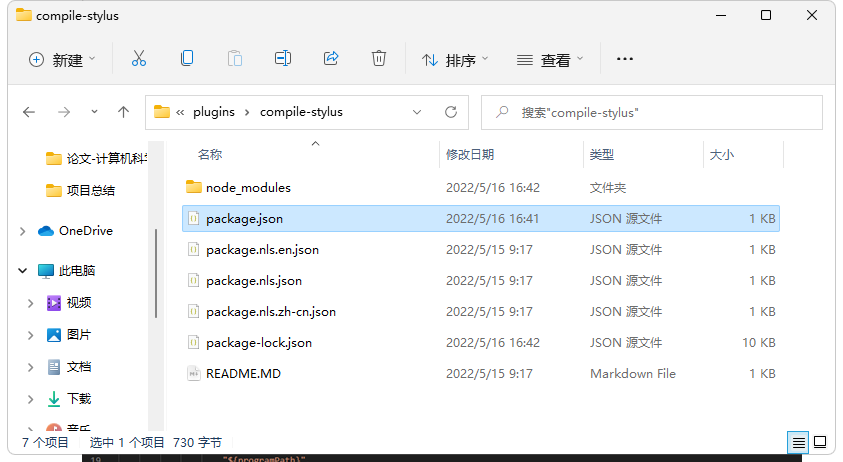 compile-stylus
新建
排序
查看
« plugins > compile-stylus
搜索"compile-stylus"
名称 修改日期 类型 大小
论文-计算机科
项目总结
OneDrive
此电脑
视频
图片
文档
下载
音乐
node_modules 2022/5/16 16:42 文件夹
package.json 2022/5/16 16:41 JSON 源文件 1 KB
package.nls.en.json 2022/5/15 9:17 JSON 源文件 1 KB
package.nls.json 2022/5/15 9:17 JSON 源文件 1 KB
package.nls.zh-cn.json 2022/5/15 9:17 JSON 源文件 1 KB
package-lock.json 2022/5/16 16:42 JSON 源文件 10 KB
README.MD 2022/5/15 9:17 Markdown File 1 KB
7 个项目 选中 1 个项目 730 字节
19 "${programPath}"